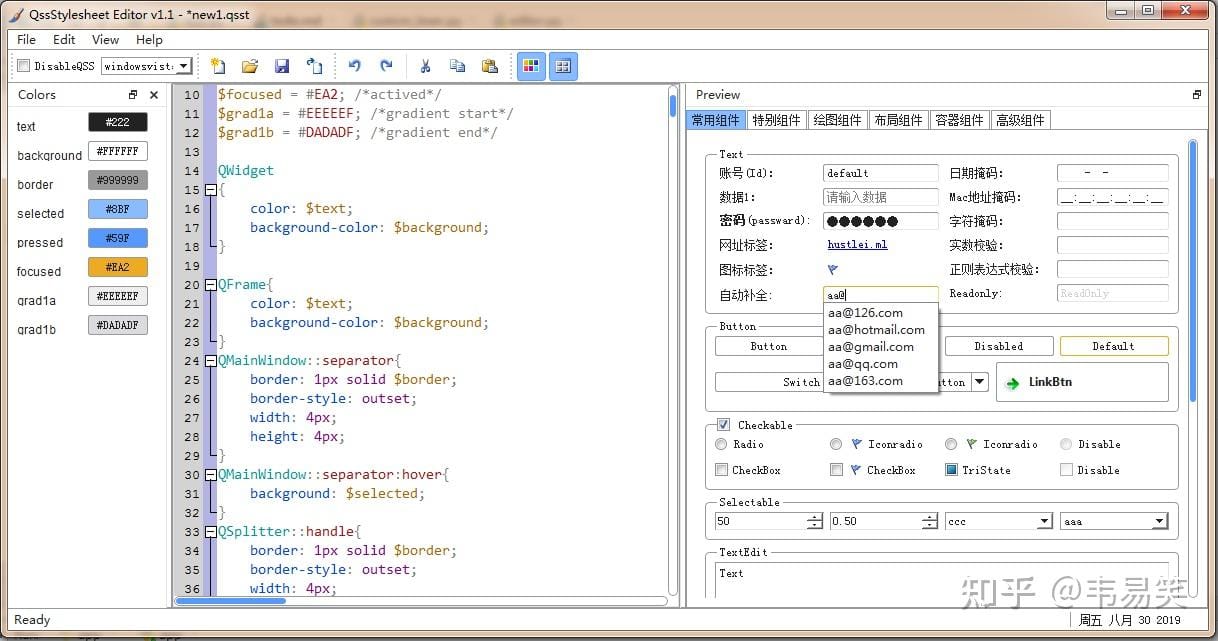 QssStylesheet Editor v1.1 - *new1.qsst
File Edit View Help
DisableQSS windowsvist:
Colors
text #222
background #FFFFFF
border #999999
selected #8BF
pressed #59F
focused #EA2
grad1a #EEEEEF
grad1b #DADADF
10 $focused = #EA2; /*actived*/
11 $grad1a = #EEEEEF; /*gradient start*/
12 $grad1b = #DADADF; /*gradient end*/
13
14 QWidget
15 {
16 color: $text;
17 background-color: $background;
18 }
19
20 QFrame{
21 color: $text;
22 background-color: $background;
23 }
24 QMainWindow::separator{
25 border: 1px solid $border;
26 border-style: outset;
27 width: 4px;
28 height: 4px;
29 }
30 QMainWindow::separator:hover{
31 background: $selected;
32 }
33 QSplitter::handle{
34 border: 1px solid $border;
35 border-style: outset;
36 width: 4px;
Preview
常用组件 特别组件 绘图组件 布局组件 容器组件 高级组件
Text
账号(Id): default 日期掩码: - -
数据1: 请输入数据 Mac地址掩码: __:__:__:__:__:__
密码(passward): ●●●●●● 字符掩码:
网址标签: hustlei.ml 实数校验:
图标标签: 正则表达式校验:
自动补全: aa@ Readonly: ReadOnly
aa@126.com
aa@hotmail.com
aa@gmail.com
aa@qq.com
aa@163.com
Button
Button Disabled Default
Switch tton LinkBtn
Checkable
Radio Iconradio Iconradio Disable
CheckBox CheckBox TriState Disable
Selectable
50 0.50 ccc aaa
TextEdit
Text
知乎 @韦易笑
Ready 周五 八月 30 2019